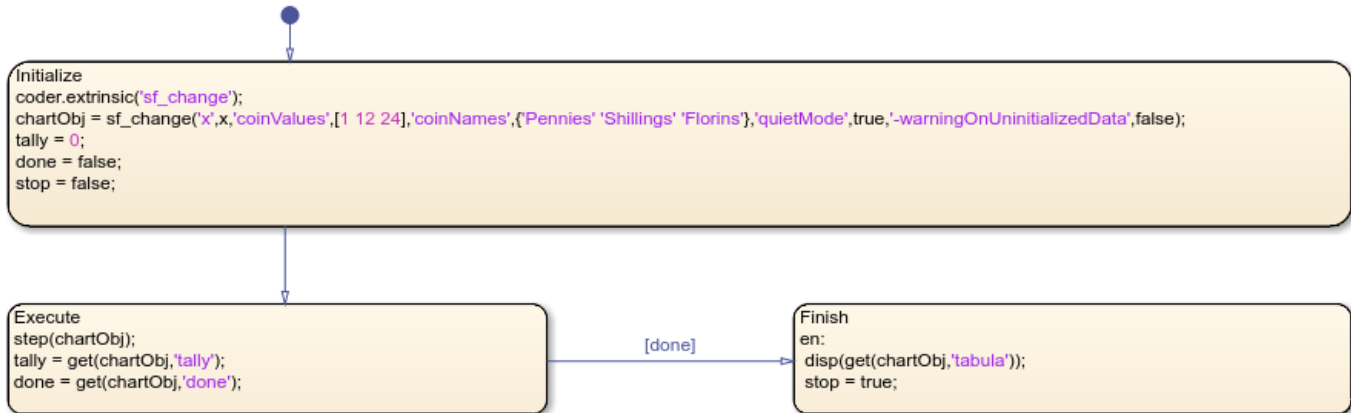 Initialize
coder.extrinsic('sf_change');
chartObj = sf_change('x',x,'coinValues',[1 12 24],'coinNames',{'Pennies' 'Shillings' 'Florins'},'quietMode',true,'-warningOnUninitializedData',false);
tally = 0;
done = false;
stop = false;
Execute
step(chartObj);
tally = get(chartObj,'tally');
done = get(chartObj,'done');
[done]
Finish
en:
disp(get(chartObj,'tabula'));
stop = true;